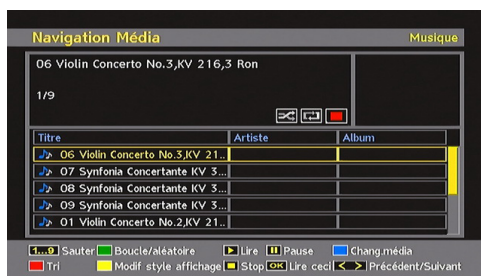 Navigation Média Musique
06 Violin Concerto No.3,KV 216,3 Ron
1/9
Titre Artiste Album
06 Violin Concerto No.3,KV 21..
07 Synfonia Concertante KV 3...
08 Synfonia Concertante KV 3...
09 Synfonia Concertante KV 3...
01 Violin Concerto No.2,KV 21..
1...9 Sauter Boucle/aléatoire Lire Pause Chang.média
Tri Modif style affichage Stop OK Lire ceci < > Précédent/Suivant